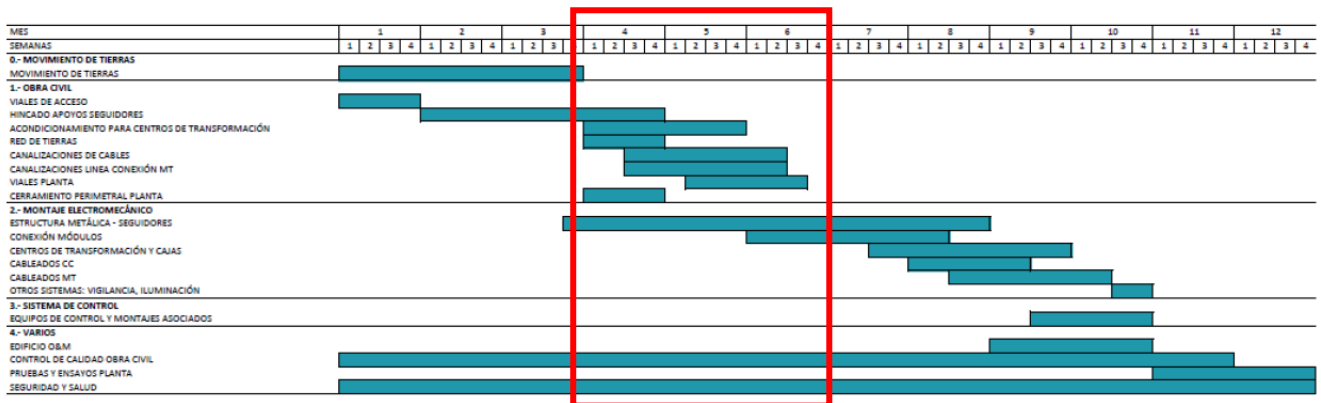 MES 1 2 3 4 5 6 7 8 9 10 11 12
SEMANAS 1 2 3 4 1 2 3 4 1 2 3 1 2 3 4 1 2 3 4 1 2 3 4 1 2 3 4 1 2 3 4 1 2 3 4 1 2 3 4 1 2 3 4 1 2 3 4
0.- MOVIMIENTO DE TIERRAS
MOVIMIENTO DE TIERRAS
1.- OBRA CIVIL
VIALES DE ACCESO
HINCADO APOYOS SEGUIDORES
ACONDICIONAMIENTO PARA CENTROS DE TRANSFORMACIÓN
RED DE TIERRAS
CANALIZACIONES DE CABLES
CANALIZACIONES LINEA CONEXIÓN MT
VIALES PLANTA
CERRAMIENTO PERIMETRAL PLANTA
2.- MONTAJE ELECTROMECÁNICO
ESTRUCTURA METÁLICA - SEGUIDORES
CONEXIÓN MÓDULOS
CENTROS DE TRANSFORMACIÓN Y CAJAS
CABLEADOS CC
CABLEADOS MT
OTROS SISTEMAS: VIGILANCIA, ILUMINACIÓN
3.- SISTEMA DE CONTROL
EQUIPOS DE CONTROL Y MONTAJES ASOCIADOS
4.- VARIOS
EDIFICIO O&M
CONTROL DE CALIDAD OBRA CIVIL
PRUEBAS Y ENSAYOS PLANTA
SEGURIDAD Y SALUD